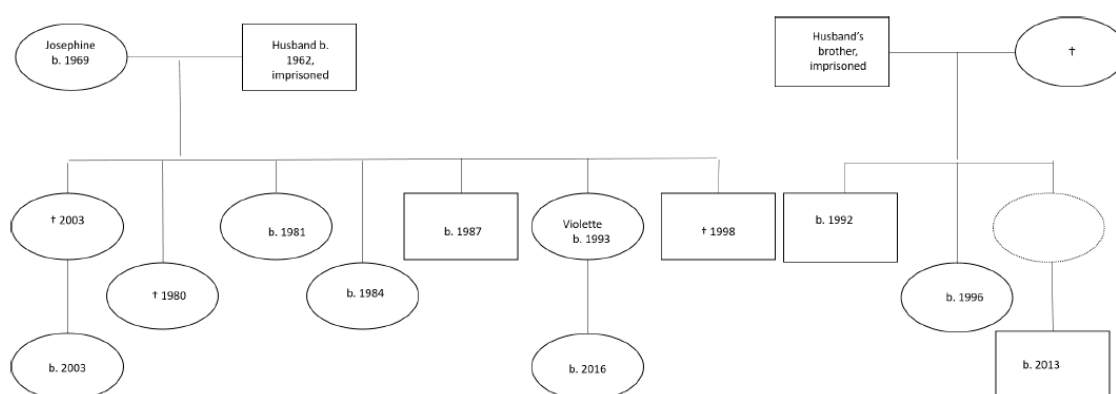 Josephine
b. 1969
Husband b.
1962,
imprisoned
Husband's
brother,
imprisoned
†
† 2003
† 1980
b. 1981
b. 1984
b. 1987
Violette
b. 1993
† 1998
b. 1992
b. 1996
b. 2003
b. 2016
b. 2013